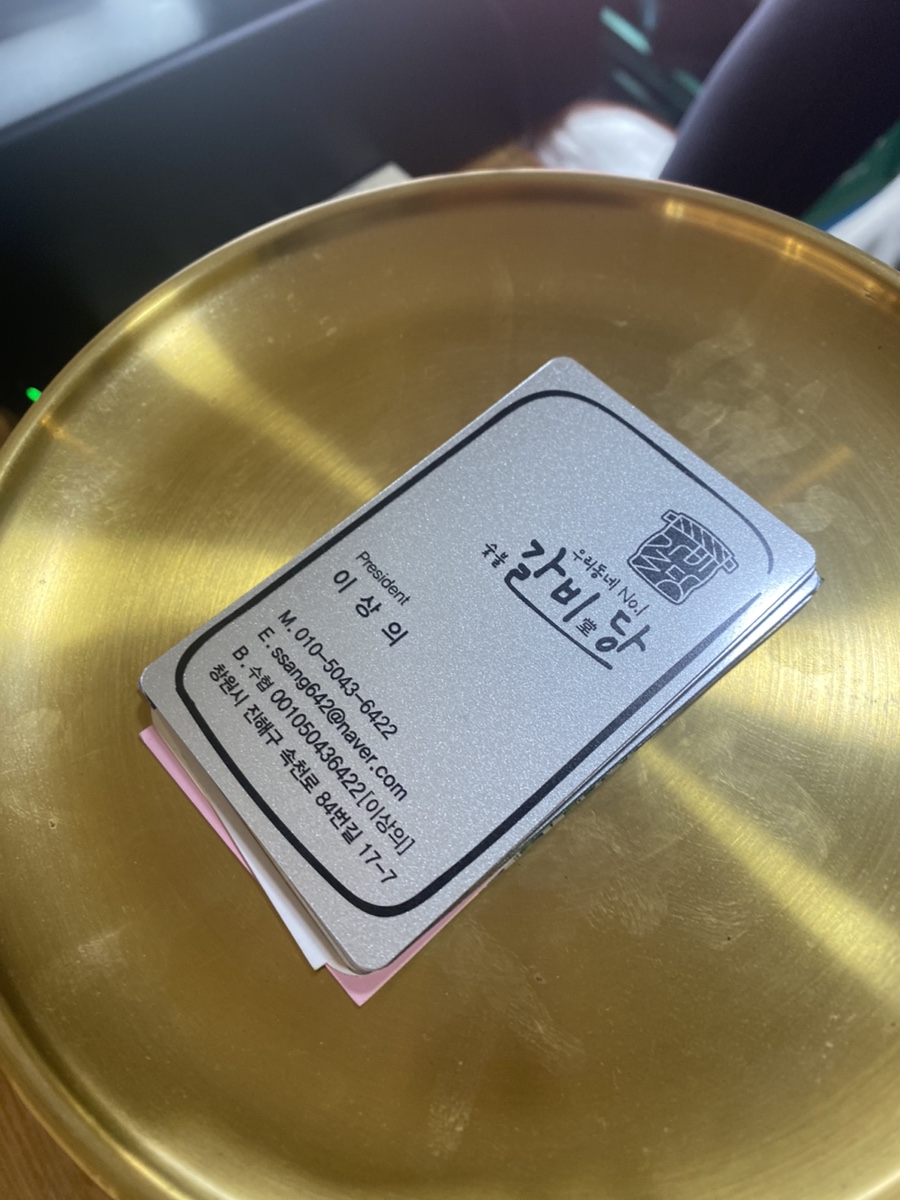 우리동네 No.1
숯불 갈비堂당
President
이 상 의
M. 010-5043-6422
E. ssang642@naver.com
B. 수협 001050436422[이상의]
창원시 진해구 속천로 84번길 17-7